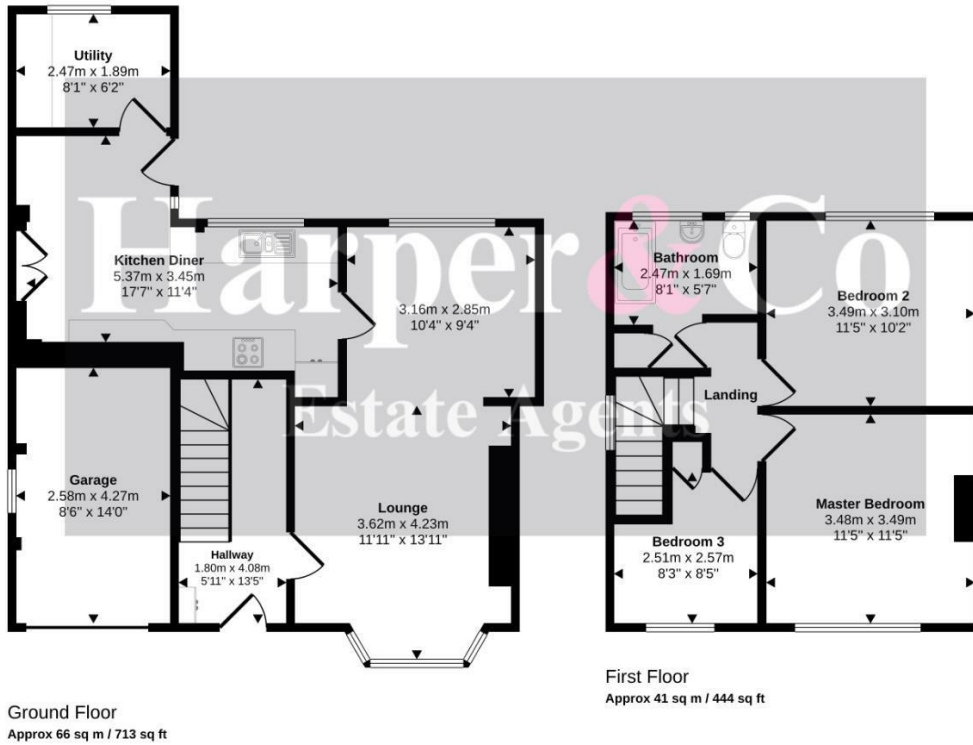 Utility
2.47m x 1.89m
8'1" x 6'2"
Harper & Co
Kitchen Diner
5.37m x 3.45m
17'7" x 11'4"
3.16m x 2.85m
10'4" x 9'4"
Estate Agents
Garage
2.58m x 4.27m
8'6" x 14'0"
Lounge
3.62m x 4.23m
11'11" x 13'11"
Hallway
1.80m x 4.08m
5'11" x 13'5"
Ground Floor
Approx 66 sq m / 713 sq ft
Bathroom
2.47m x 1.69m
8'1" x 5'7"
Bedroom 2
3.49m x 3.10m
11'5" x 10'2"
Landing
Master Bedroom
3.48m x 3.49m
11'5" x 11'5"
Bedroom 3
2.51m x 2.57m
8'3" x 8'5"
First Floor
Approx 41 sq m / 444 sq ft